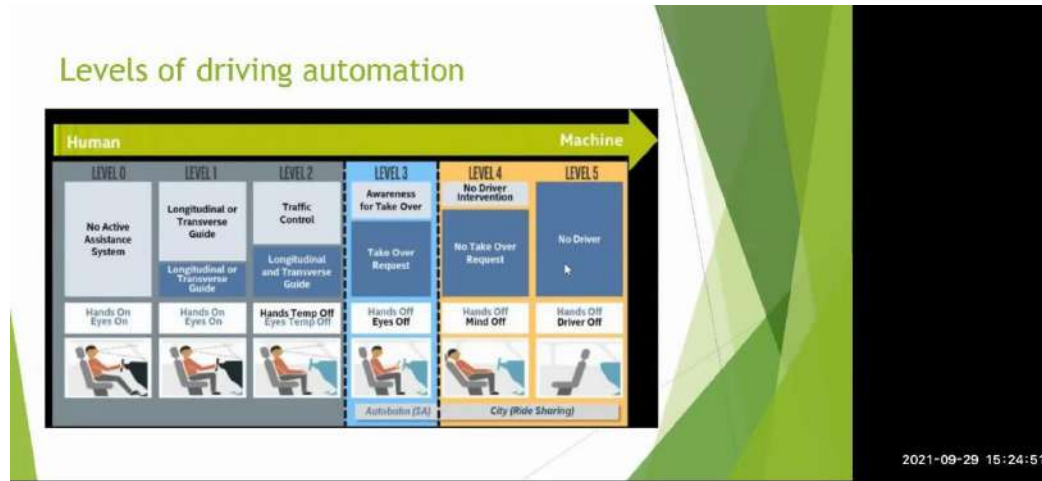 Levels of driving automation
Human
Machine
LEVEL 0
LEVEL 1
LEVEL 2
LEVEL 3
LEVEL 4
LEVEL 5
No Active
Assistance
System
Longitudinal or
Transverse
Guide
Longitudinal or
Transverse
Guide
Traffic
Control
Longitudinal
and Transverse
Guide
Awareness
for Take Over
Take Over
Request
No Driver
Intervention
No Take Over
Request
No Driver
Hands On
Eyes On
Hands On
Eyes On
Hands Temp Off
Eyes Temp Off
Hands Off
Eyes Off
Hands Off
Mind Off
Hands Off
Driver Off
Autobahn (SA)
City (Ride Sharing)
2021-09-29 15:24:51